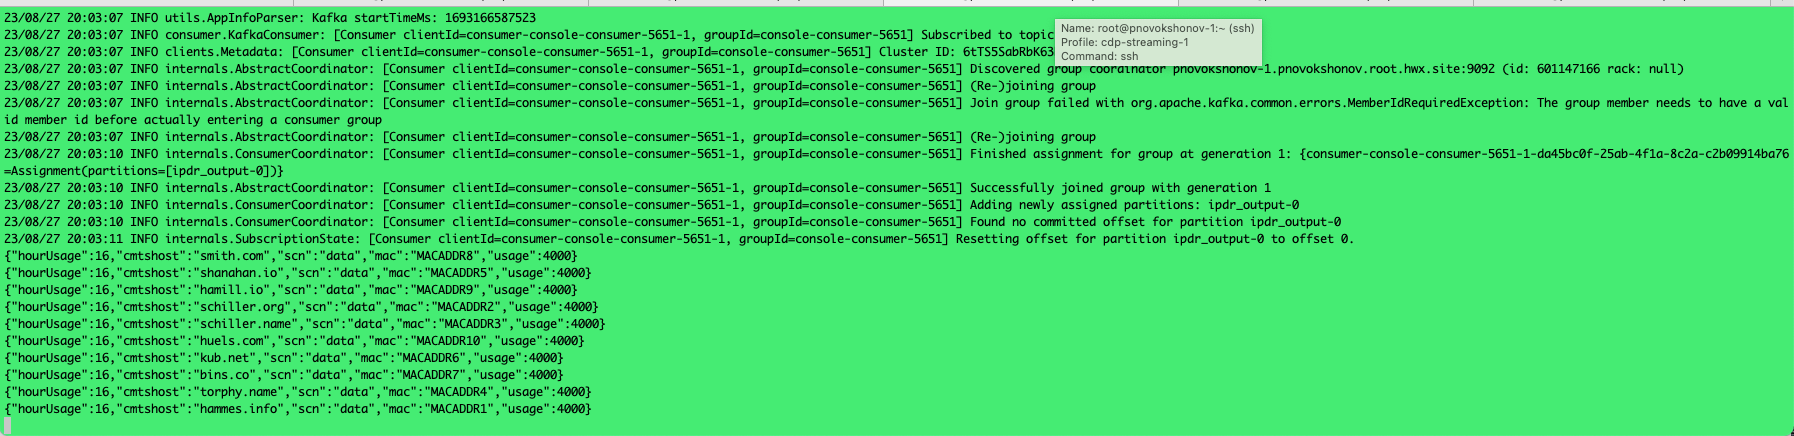 23/08/27 20:03:07 INFO utils.AppInfoParser: Kafka startTimeMs: 1693166587523
23/08/27 20:03:07 INFO consumer.KafkaConsumer: [Consumer clientId=consumer-console-consumer-5651-1, groupId=console-consumer-5651] Subscribed to topic
23/08/27 20:03:07 INFO clients.Metadata: [Consumer clientId=consumer-console-consumer-5651-1, groupId=console-consumer-5651] Cluster ID: 6tTS5SabRbK63
Name: root@pnovokshonov-1:~ (ssh)
Profile: cdp-streaming-1
Command: ssh
23/08/27 20:03:07 INFO internals.AbstractCoordinator: [Consumer clientId=consumer-console-consumer-5651-1, groupId=console-consumer-5651] Discovered group coordinator pnovokshonov-1.pnovokshonov.root.hwx.site:9092 (id: 601147166 rack: null)
23/08/27 20:03:07 INFO internals.AbstractCoordinator: [Consumer clientId=consumer-console-consumer-5651-1, groupId=console-consumer-5651] (Re-)joining group
23/08/27 20:03:07 INFO internals.AbstractCoordinator: [Consumer clientId=consumer-console-consumer-5651-1, groupId=console-consumer-5651] Join group failed with org.apache.kafka.common.errors.MemberIdRequiredException: The group member needs to have a val
id member id before actually entering a consumer group
23/08/27 20:03:07 INFO internals.AbstractCoordinator: [Consumer clientId=consumer-console-consumer-5651-1, groupId=console-consumer-5651] (Re-)joining group
23/08/27 20:03:10 INFO internals.ConsumerCoordinator: [Consumer clientId=consumer-console-consumer-5651-1, groupId=console-consumer-5651] Finished assignment for group at generation 1: {consumer-console-consumer-5651-1-da45bc0f-25ab-4f1a-8c2a-c2b09914ba76
=Assignment(partitions=[ipdr_output-0])}
23/08/27 20:03:10 INFO internals.AbstractCoordinator: [Consumer clientId=consumer-console-consumer-5651-1, groupId=console-consumer-5651] Successfully joined group with generation 1
23/08/27 20:03:10 INFO internals.ConsumerCoordinator: [Consumer clientId=consumer-console-consumer-5651-1, groupId=console-consumer-5651] Adding newly assigned partitions: ipdr_output-0
23/08/27 20:03:10 INFO internals.ConsumerCoordinator: [Consumer clientId=consumer-console-consumer-5651-1, groupId=console-consumer-5651] Found no committed offset for partition ipdr_output-0
23/08/27 20:03:11 INFO internals.SubscriptionState: [Consumer clientId=consumer-console-consumer-5651-1, groupId=console-consumer-5651] Resetting offset for partition ipdr_output-0 to offset 0.
{"hourUsage":16,"cmtshost":"smith.com","scn":"data","mac":"MACADDR8","usage":4000}
{"hourUsage":16,"cmtshost":"shanahan.io","scn":"data","mac":"MACADDR5","usage":4000}
{"hourUsage":16,"cmtshost":"hamill.io","scn":"data","mac":"MACADDR9","usage":4000}
{"hourUsage":16,"cmtshost":"schiller.org","scn":"data","mac":"MACADDR2","usage":4000}
{"hourUsage":16,"cmtshost":"schiller.name","scn":"data","mac":"MACADDR3","usage":4000}
{"hourUsage":16,"cmtshost":"huels.com","scn":"data","mac":"MACADDR10","usage":4000}
{"hourUsage":16,"cmtshost":"kub.net","scn":"data","mac":"MACADDR6","usage":4000}
{"hourUsage":16,"cmtshost":"bins.co","scn":"data","mac":"MACADDR7","usage":4000}
{"hourUsage":16,"cmtshost":"torphy.name","scn":"data","mac":"MACADDR4","usage":4000}
{"hourUsage":16,"cmtshost":"hammes.info","scn":"data","mac":"MACADDR1","usage":4000}